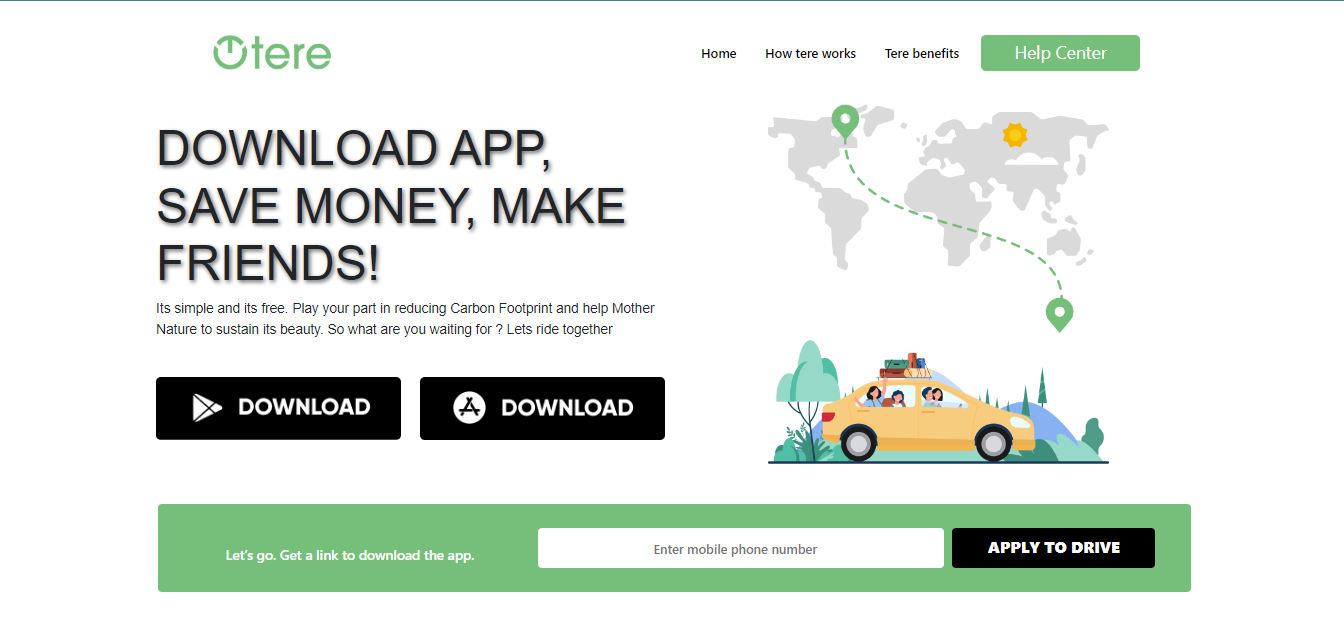 tere
Home
How tere works
Tere benefits
Help Center
DOWNLOAD APP,
SAVE MONEY, MAKE
FRIENDS!
Its simple and its free. Play your part in reducing Carbon Footprint and help Mother
Nature to sustain its beauty. So what are you waiting for ? Lets ride together
DOWNLOAD
DOWNLOAD
Let's go. Get a link to download the app.
Enter mobile phone number
APPLY TO DRIVE